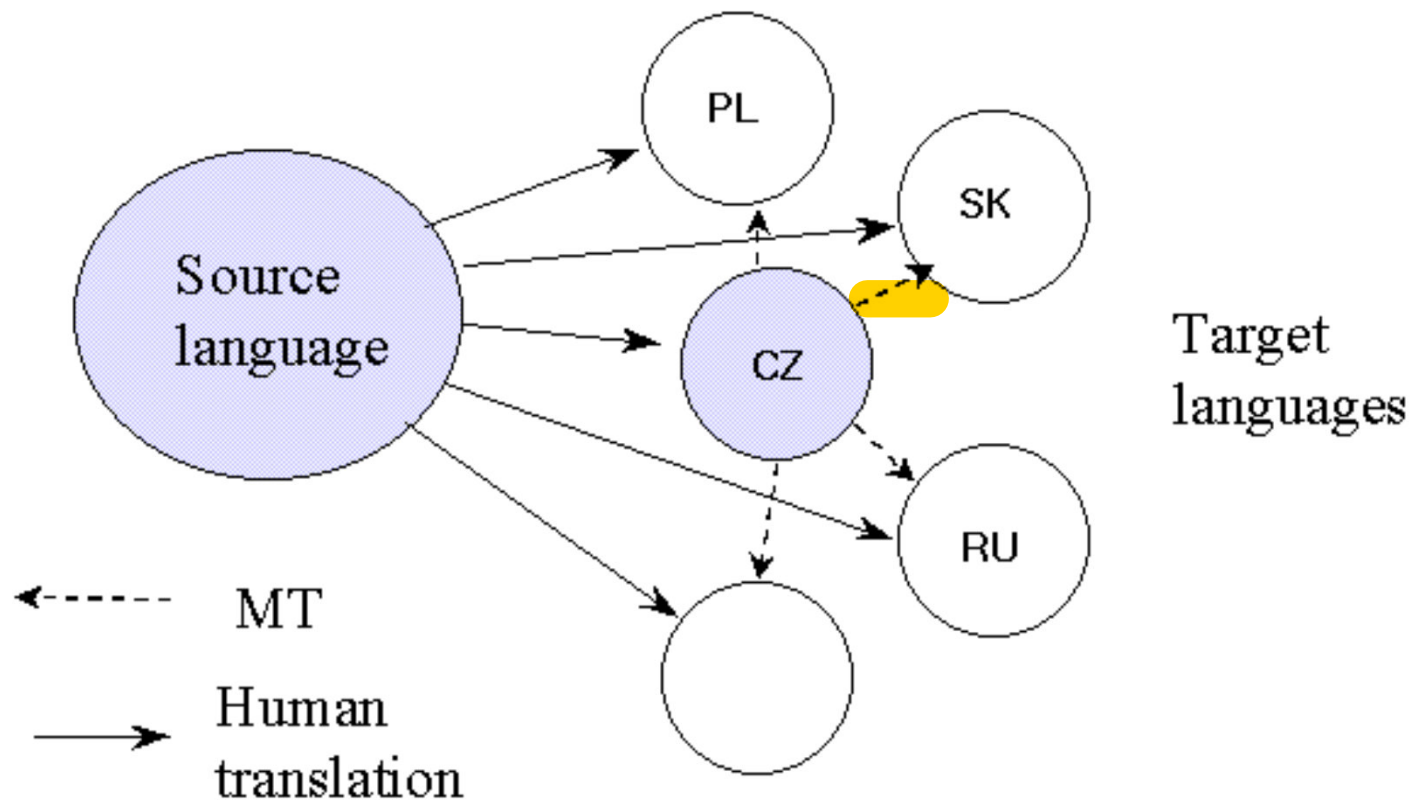 PL
SK
Source
language
CZ
Target
languages
RU
MT
Human
translation